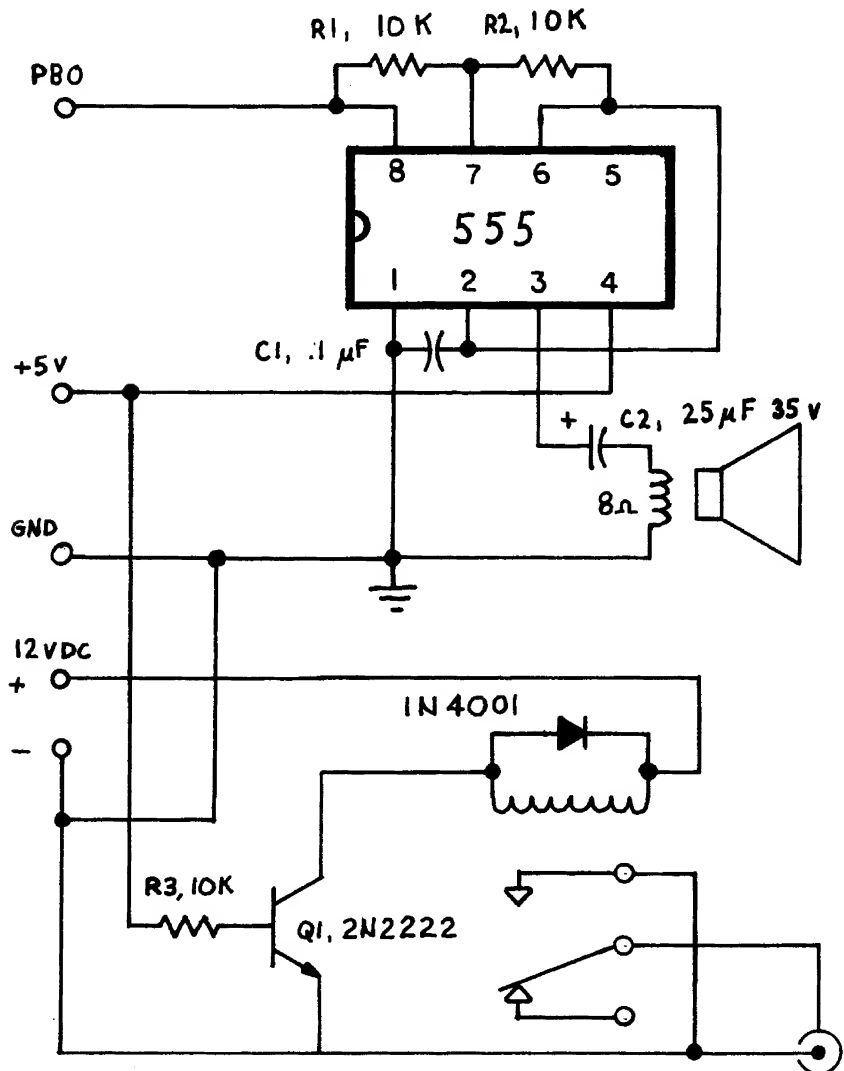 R1, 10K R2, 10K
PB0
8 7 6 5
555
1 2 3 4
C1, .1 µF
+5V
+ C2, 25µF 35V
8Ω
GND
12VDC
+
1N4001
-
R3, 10K
Q1, 2N2222